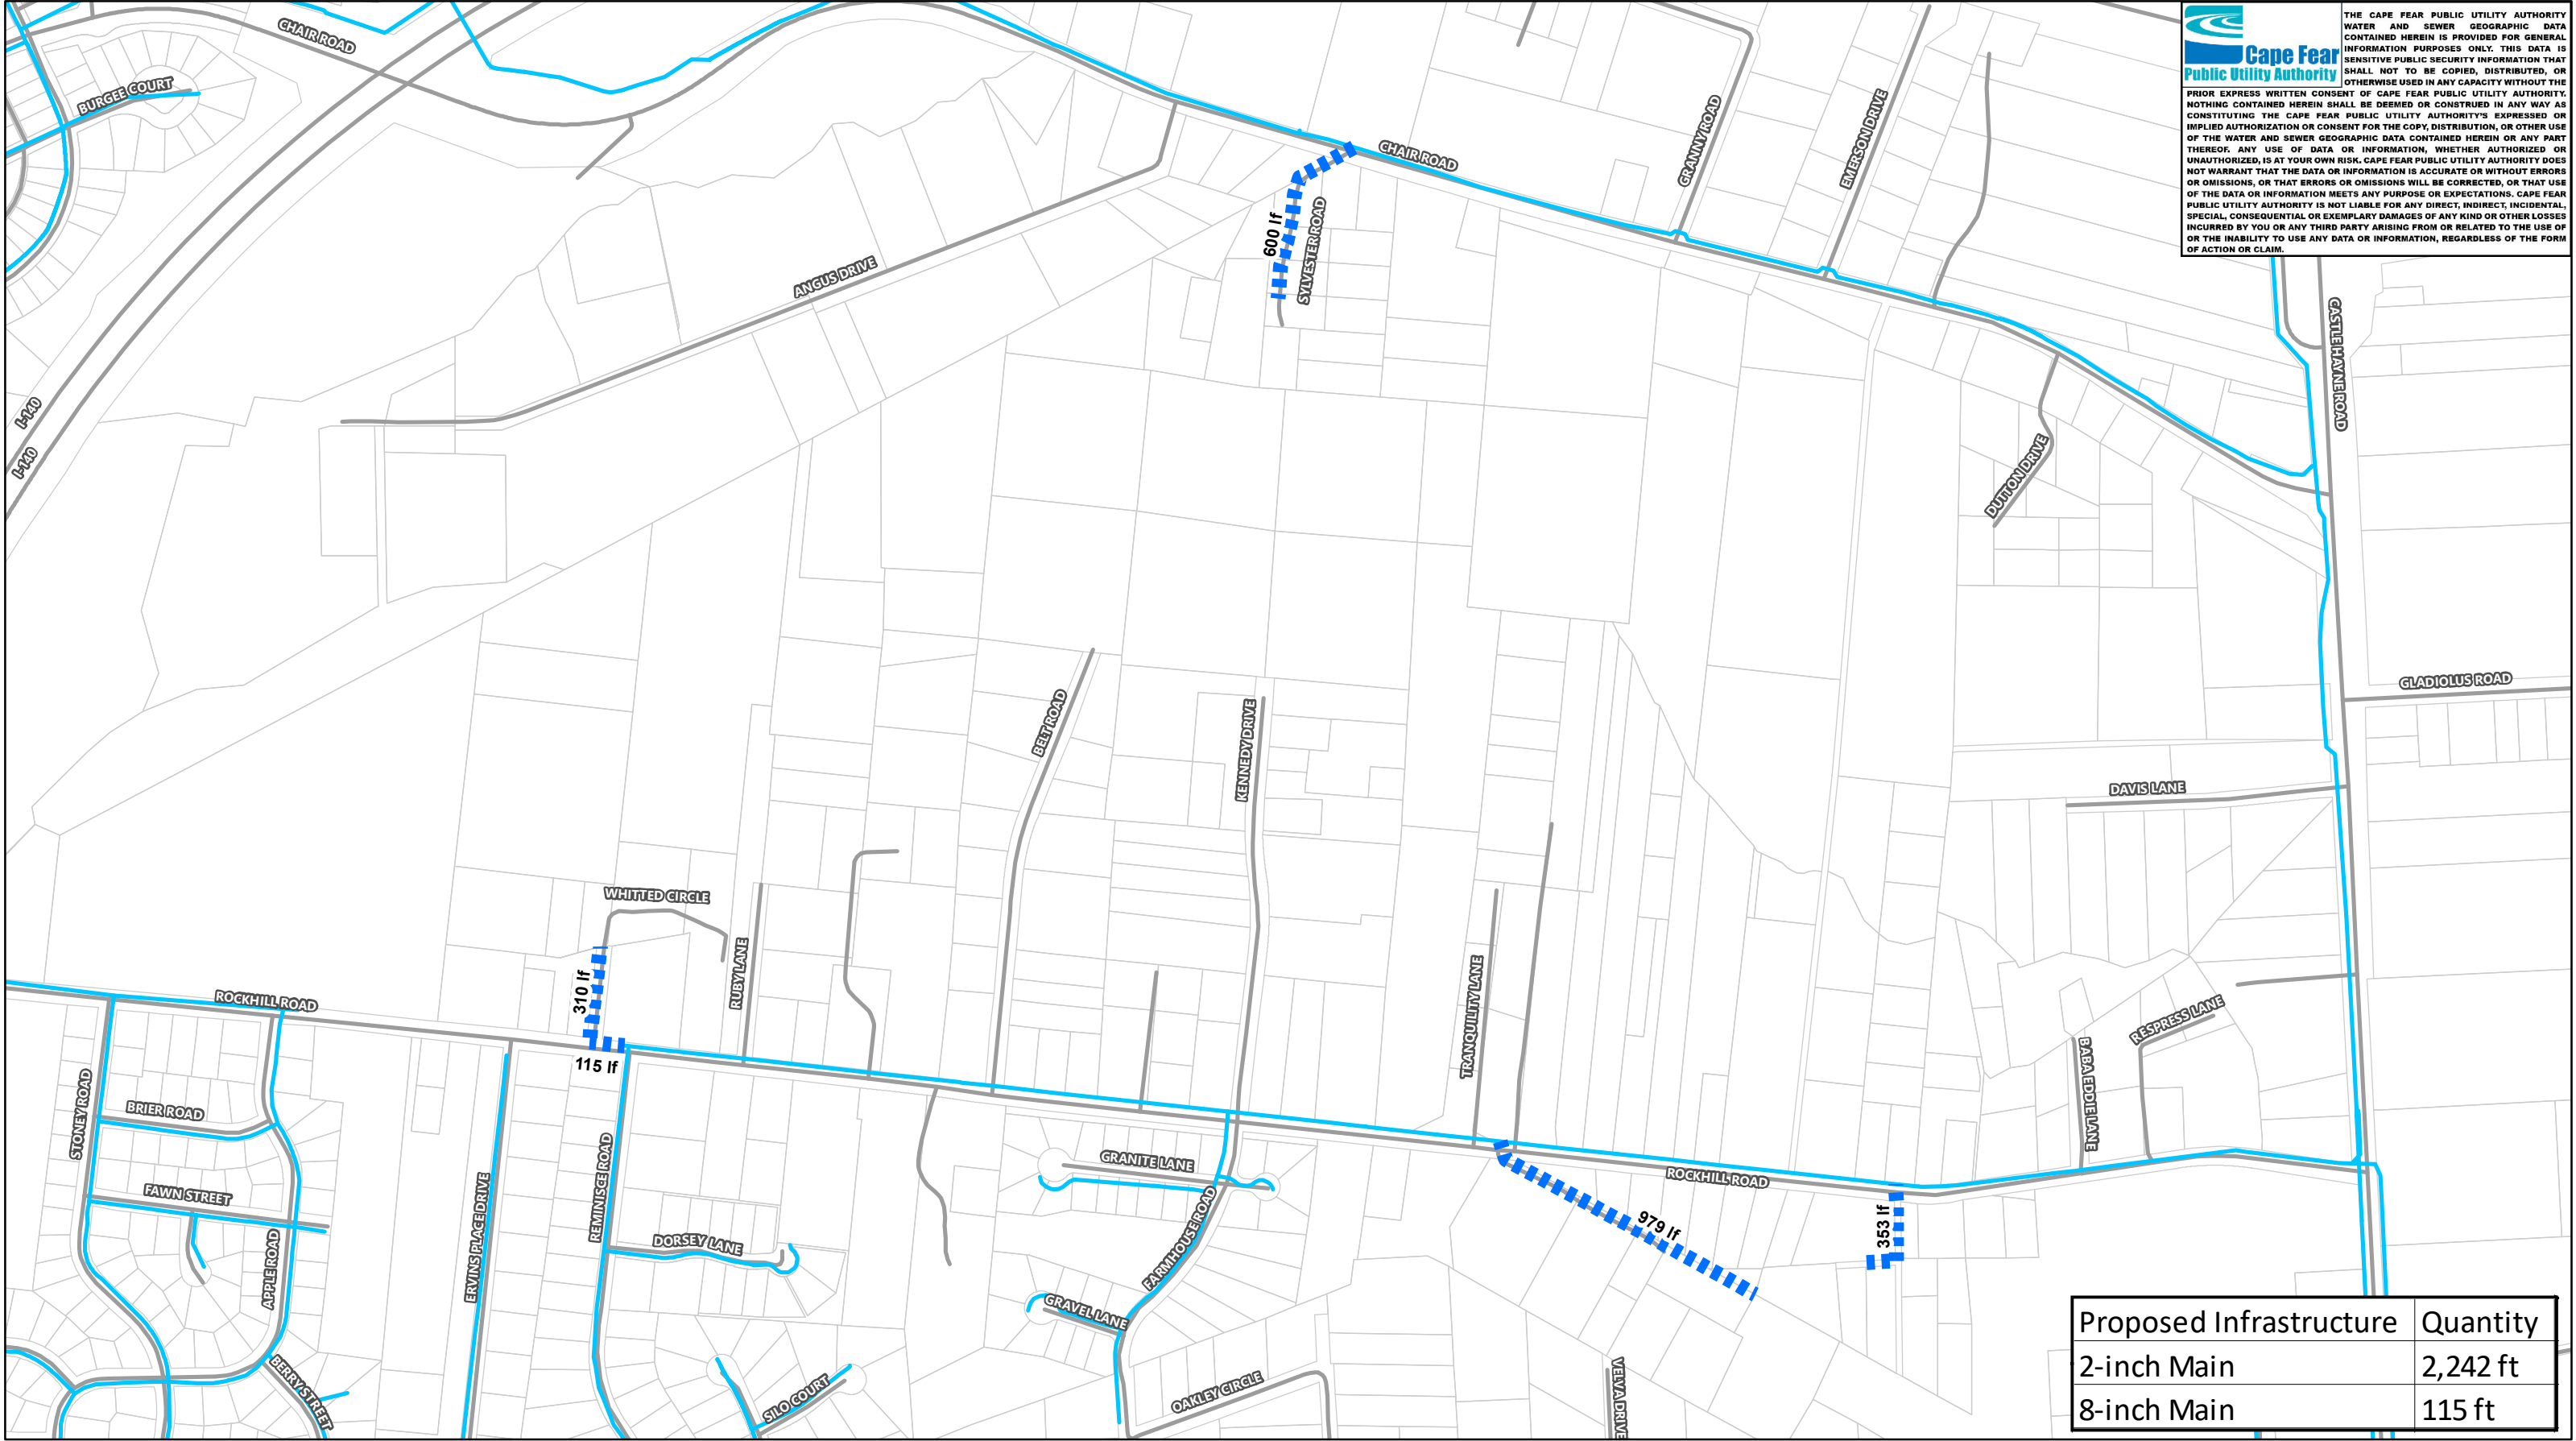 Cape Fear
Public Utility Authority
THE CAPE FEAR PUBLIC UTILITY AUTHORITY
WATER AND SEWER GEOGRAPHIC DATA
CONTAINED HEREIN IS PROVIDED FOR GENERAL
INFORMATION PURPOSES ONLY. THIS DATA IS
SENSITIVE PUBLIC SECURITY INFORMATION THAT
SHALL NOT TO BE COPIED, DISTRIBUTED, OR
OTHERWISE USED IN ANY CAPACITY WITHOUT THE
PRIOR EXPRESS WRITTEN CONSENT OF CAPE FEAR PUBLIC UTILITY AUTHORITY.
NOTHING CONTAINED HEREIN SHALL BE DEEMED OR CONSTRUED IN ANY WAY AS
CONSTITUTING THE CAPE FEAR PUBLIC UTILITY AUTHORITY'S EXPRESSED OR
IMPLIED AUTHORIZATION OR CONSENT FOR THE COPY, DISTRIBUTION, OR OTHER USE
OF THE WATER AND SEWER GEOGRAPHIC DATA CONTAINED HEREIN OR ANY PART
THEREOF. ANY USE OF DATA OR INFORMATION, WHETHER AUTHORIZED OR
UNAUTHORIZED, IS AT YOUR OWN RISK. CAPE FEAR PUBLIC UTILITY AUTHORITY DOES
NOT WARRANT THAT THE DATA OR INFORMATION IS ACCURATE OR WITHOUT ERRORS
OR OMISSIONS, OR THAT ERRORS OR OMISSIONS WILL BE CORRECTED, OR THAT USE
OF THE DATA OR INFORMATION MEETS ANY PURPOSE OR EXPECTATIONS. CAPE FEAR
PUBLIC UTILITY AUTHORITY IS NOT LIABLE FOR ANY DIRECT, INDIRECT, INCIDENTAL,
SPECIAL, CONSEQUENTIAL OR EXEMPLARY DAMAGES OF ANY KIND OR OTHER LOSSES
INCURRED BY YOU OR ANY THIRD PARTY ARISING FROM OR RELATED TO THE USE OF
OR THE INABILITY TO USE ANY DATA OR INFORMATION, REGARDLESS OF THE FORM
OF ACTION OR CLAIM.
CHAIR ROAD
BURGEE COURT
CHAIR ROAD
GRANNY ROAD
EMERSON DRIVE
600 lf
SYLVESTER ROAD
ANGUS DRIVE
CASTLE HAYNE ROAD
I-140
I-140
DUTTON DRIVE
GLADIOLUS ROAD
BELT ROAD
KENNEDY DRIVE
DAVIS LANE
WHITTED CIRCLE
RUBY LANE
310 lf
ROCKHILL ROAD
115 lf
TRANQUILITY LANE
RESPRESS LANE
BABA EDDIE LANE
STONEY ROAD
BRIER ROAD
GRANITE LANE
ROCKHILL ROAD
FAWN STREET
ERVINS PLACE DRIVE
REMINISCE ROAD
DORSEY LANE
FARMHOUSE ROAD
979 lf
353 lf
APPLE ROAD
GRAVEL LANE
BERRY STREET
SILO COURT
OAKLEY CIRCLE
VELVA DRIVE
Proposed Infrastructure Quantity
2-inch Main 2,242 ft
8-inch Main 115 ft